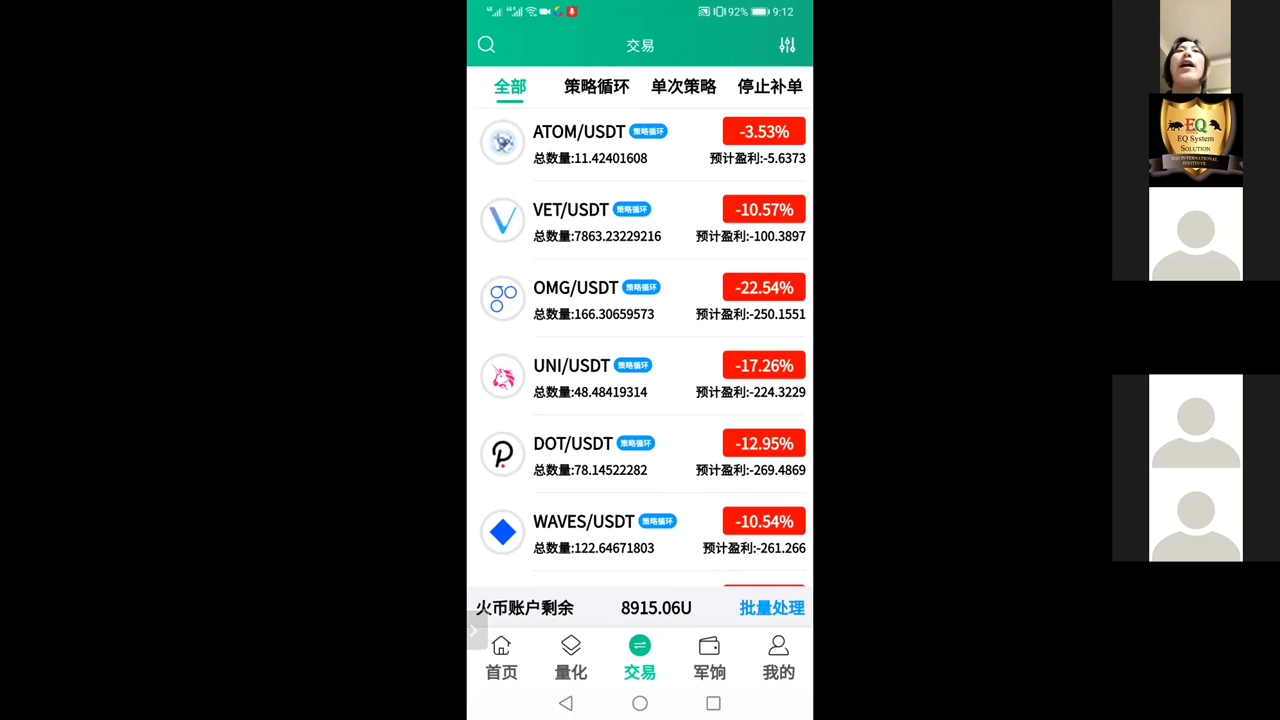 92% 9:12
交易
全部 策略循环 单次策略 停止补单
ATOM/USDT 策略循环 -3.53%
总数量:11.42401608 预计盈利:-5.6373
VET/USDT 策略循环 -10.57%
总数量:7863.23229216 预计盈利:-100.3897
OMG/USDT 策略循环 -22.54%
总数量:166.30659573 预计盈利:-250.1551
UNI/USDT 策略循环 -17.26%
总数量:48.48419314 预计盈利:-224.3229
DOT/USDT 策略循环 -12.95%
总数量:78.14522282 预计盈利:-269.4869
WAVES/USDT 策略循环 -10.54%
总数量:122.64671803 预计盈利:-261.266
火币账户剩余 8915.06U 批量处理
首页 量化 交易 军饷 我的
EQ
EQ System
Solution
EQS INTERNATIONAL
INSTITUTE